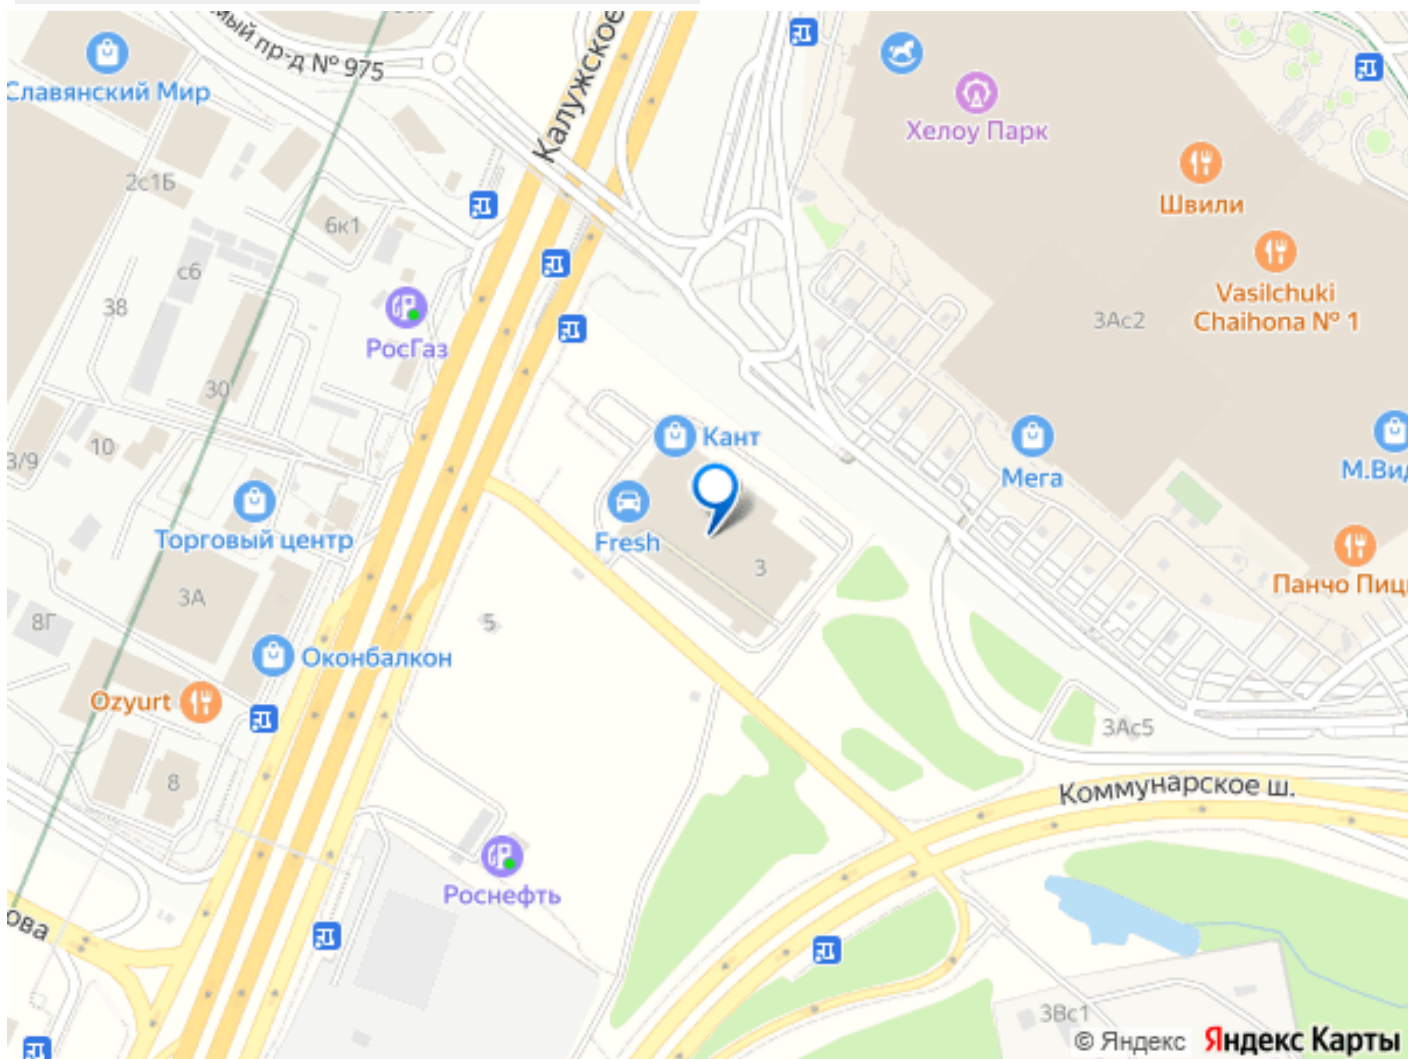 мый пр-д № 975
Калужское
Славянский Мир
Хелоу Парк
2с1Б
6к1
Швили
с6
38
Vasilchuki
Chaihona № 1
3Ас2
РосГаз
30
10
3/9
Кант
Мега
М.Вид
Торговый центр
Fresh
3
Панчо Пиц
3А
8Г
5
Оконбалкон
Ozyurt
3Ас5
8
Коммунарское ш.
Роснефть
ова
3Вс1
© Яндекс Яндекс Карты